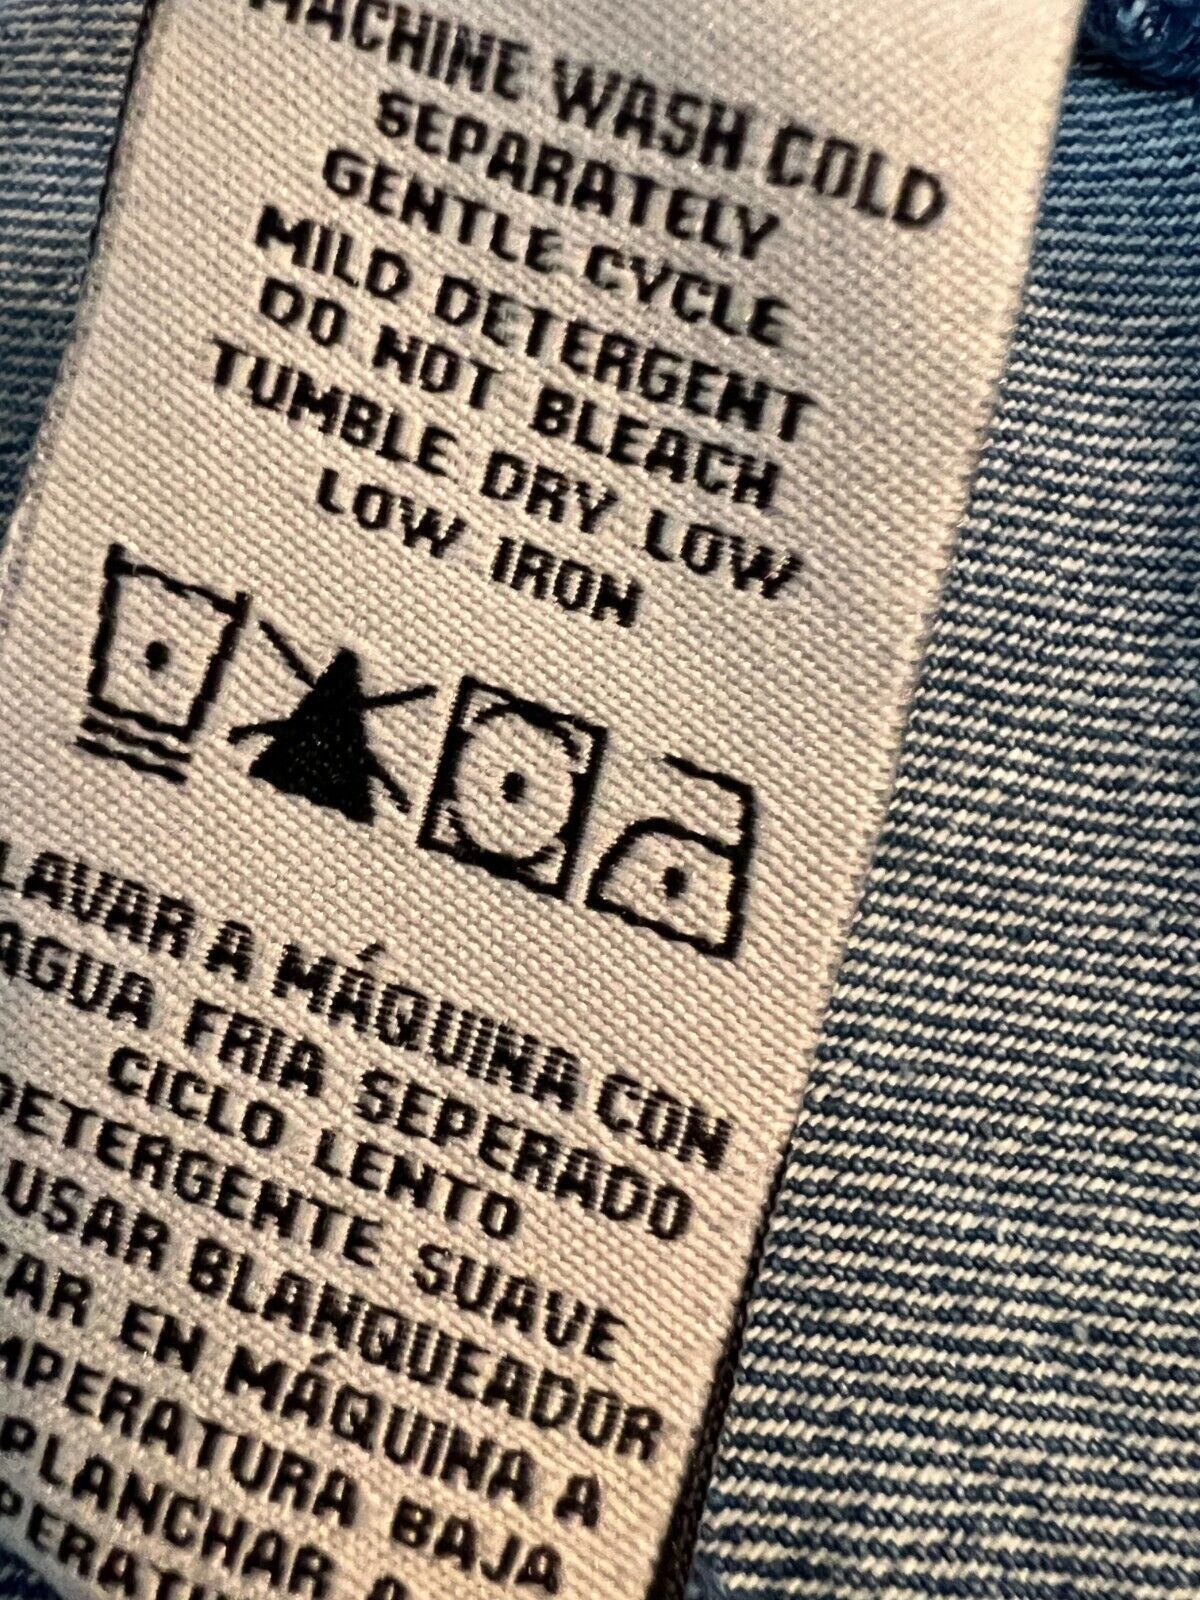 MACHINE WASH COLD
SEPARATELY
GENTLE CYCLE
MILD DETERGENT
DO NOT BLEACH
TUMBLE DRY LOW
LOW IRON
LAVAR A MÁQUINA CON
AGUA FRIA SEPERADO
CICLO LENTO
DETERGENTE SUAVE
USAR BLANQUEADOR
EN MÁQUINA A
BAJA
PLANCHAR A